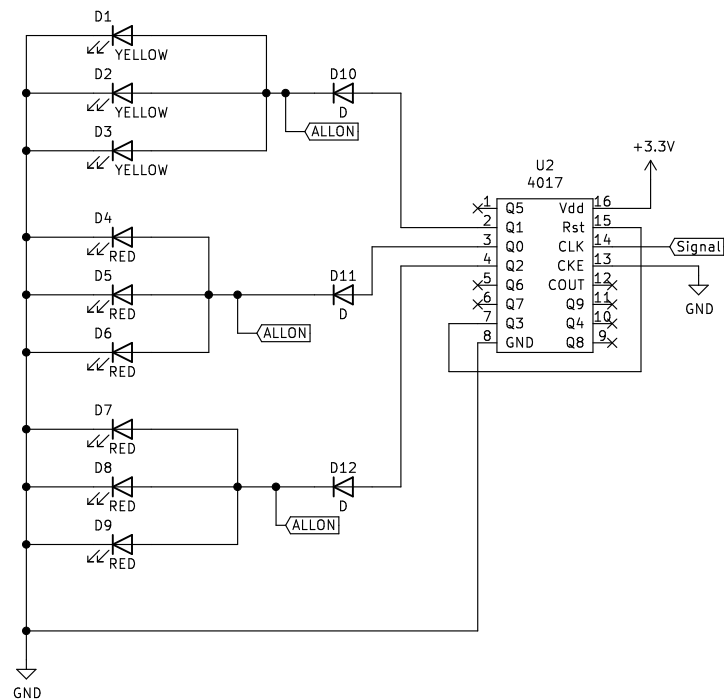 D1
YELLOW
D2
YELLOW
D3
YELLOW
D10
D
ALLON
D4
RED
D5
RED
D6
RED
D11
D
ALLON
D7
RED
D8
RED
D9
RED
D12
D
ALLON
GND
+3.3V
U2
4017
1 Q5 Vdd 16
2 Q1 Rst 15
3 Q0 CLK 14
4 Q2 CKE 13
5 Q6 COUT 12
6 Q7 Q9 11
7 Q3 Q4 10
8 GND Q8 9
Signal
GND